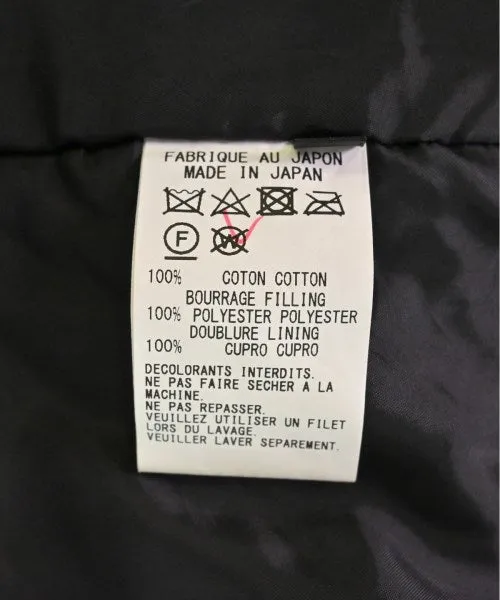 FABRIQUE AU JAPON
MADE IN JAPAN
F W
100% COTON COTTON
BOURRAGE FILLING
100% POLYESTER POLYESTER
DOUBLURE LINING
100% CUPRO CUPRO
DECOLORANTS INTERDITS.
NE PAS FAIRE SECHER A LA
MACHINE.
NE PAS REPASSER.
VEUILLEZ UTILISER UN FILET
LORS DU LAVAGE.
VEUILLER LAVER SEPAREMENT.